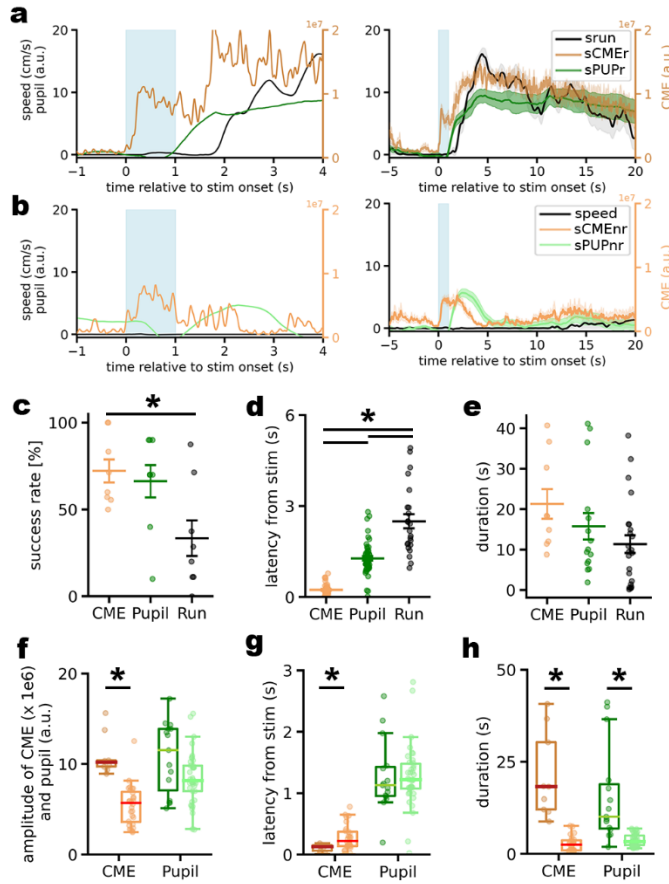 a
speed (cm/s)
pupil (a.u.)
20
10
0
1e7
2
1
0
−1 0 1 2 3 4
time relative to stim onset (s)
20
10
0
srun
sCMEr
sPUPr
1e7
2
1
0
CME (a.u.)
−5 0 5 10 15 20
time relative to stim onset (s)
b
speed (cm/s)
pupil (a.u.)
20
10
0
1e7
2
1
0
−1 0 1 2 3 4
time relative to stim onset (s)
20
10
0
speed
sCMEnr
sPUPnr
1e7
2
1
0
CME (a.u.)
−5 0 5 10 15 20
time relative to stim onset (s)
c
success rate [%]
100
50
0
*
CME Pupil Run
d
latency from stim (s)
6
3
0
*
CME Pupil Run
e
duration (s)
40
30
20
10
0
CME Pupil Run
f
amplitude of CME (x 1e6)
and pupil (a.u.)
20
10
0
*
CME Pupil
g
latency from stim (s)
3
2
1
0
*
CME Pupil
h
duration (s)
50
25
0
* *
CME Pupil